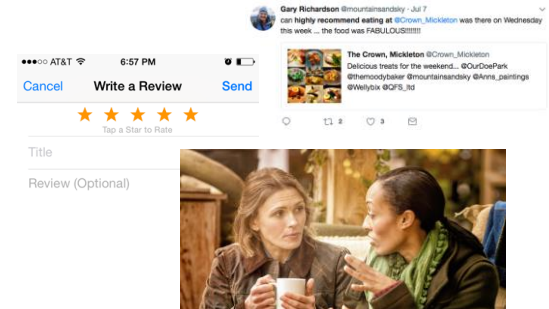 Gary Richardson @mountainsandsky · Jul 7
can highly recommend eating at @Crown_Mickleton was there on Wednesday
this week ... the food was FABULOUS!!!!!!!!
The Crown, Mickleton @Crown_Mickleton
Delicious treats for the weekend... @OurDoePark
@themoodybaker @mountainsandsky @Anns_paintings
@Wellybix @QFS_ltd
2
3
AT&T 6:57 PM
Cancel Write a Review Send
Tap a Star to Rate
Title
Review (Optional)